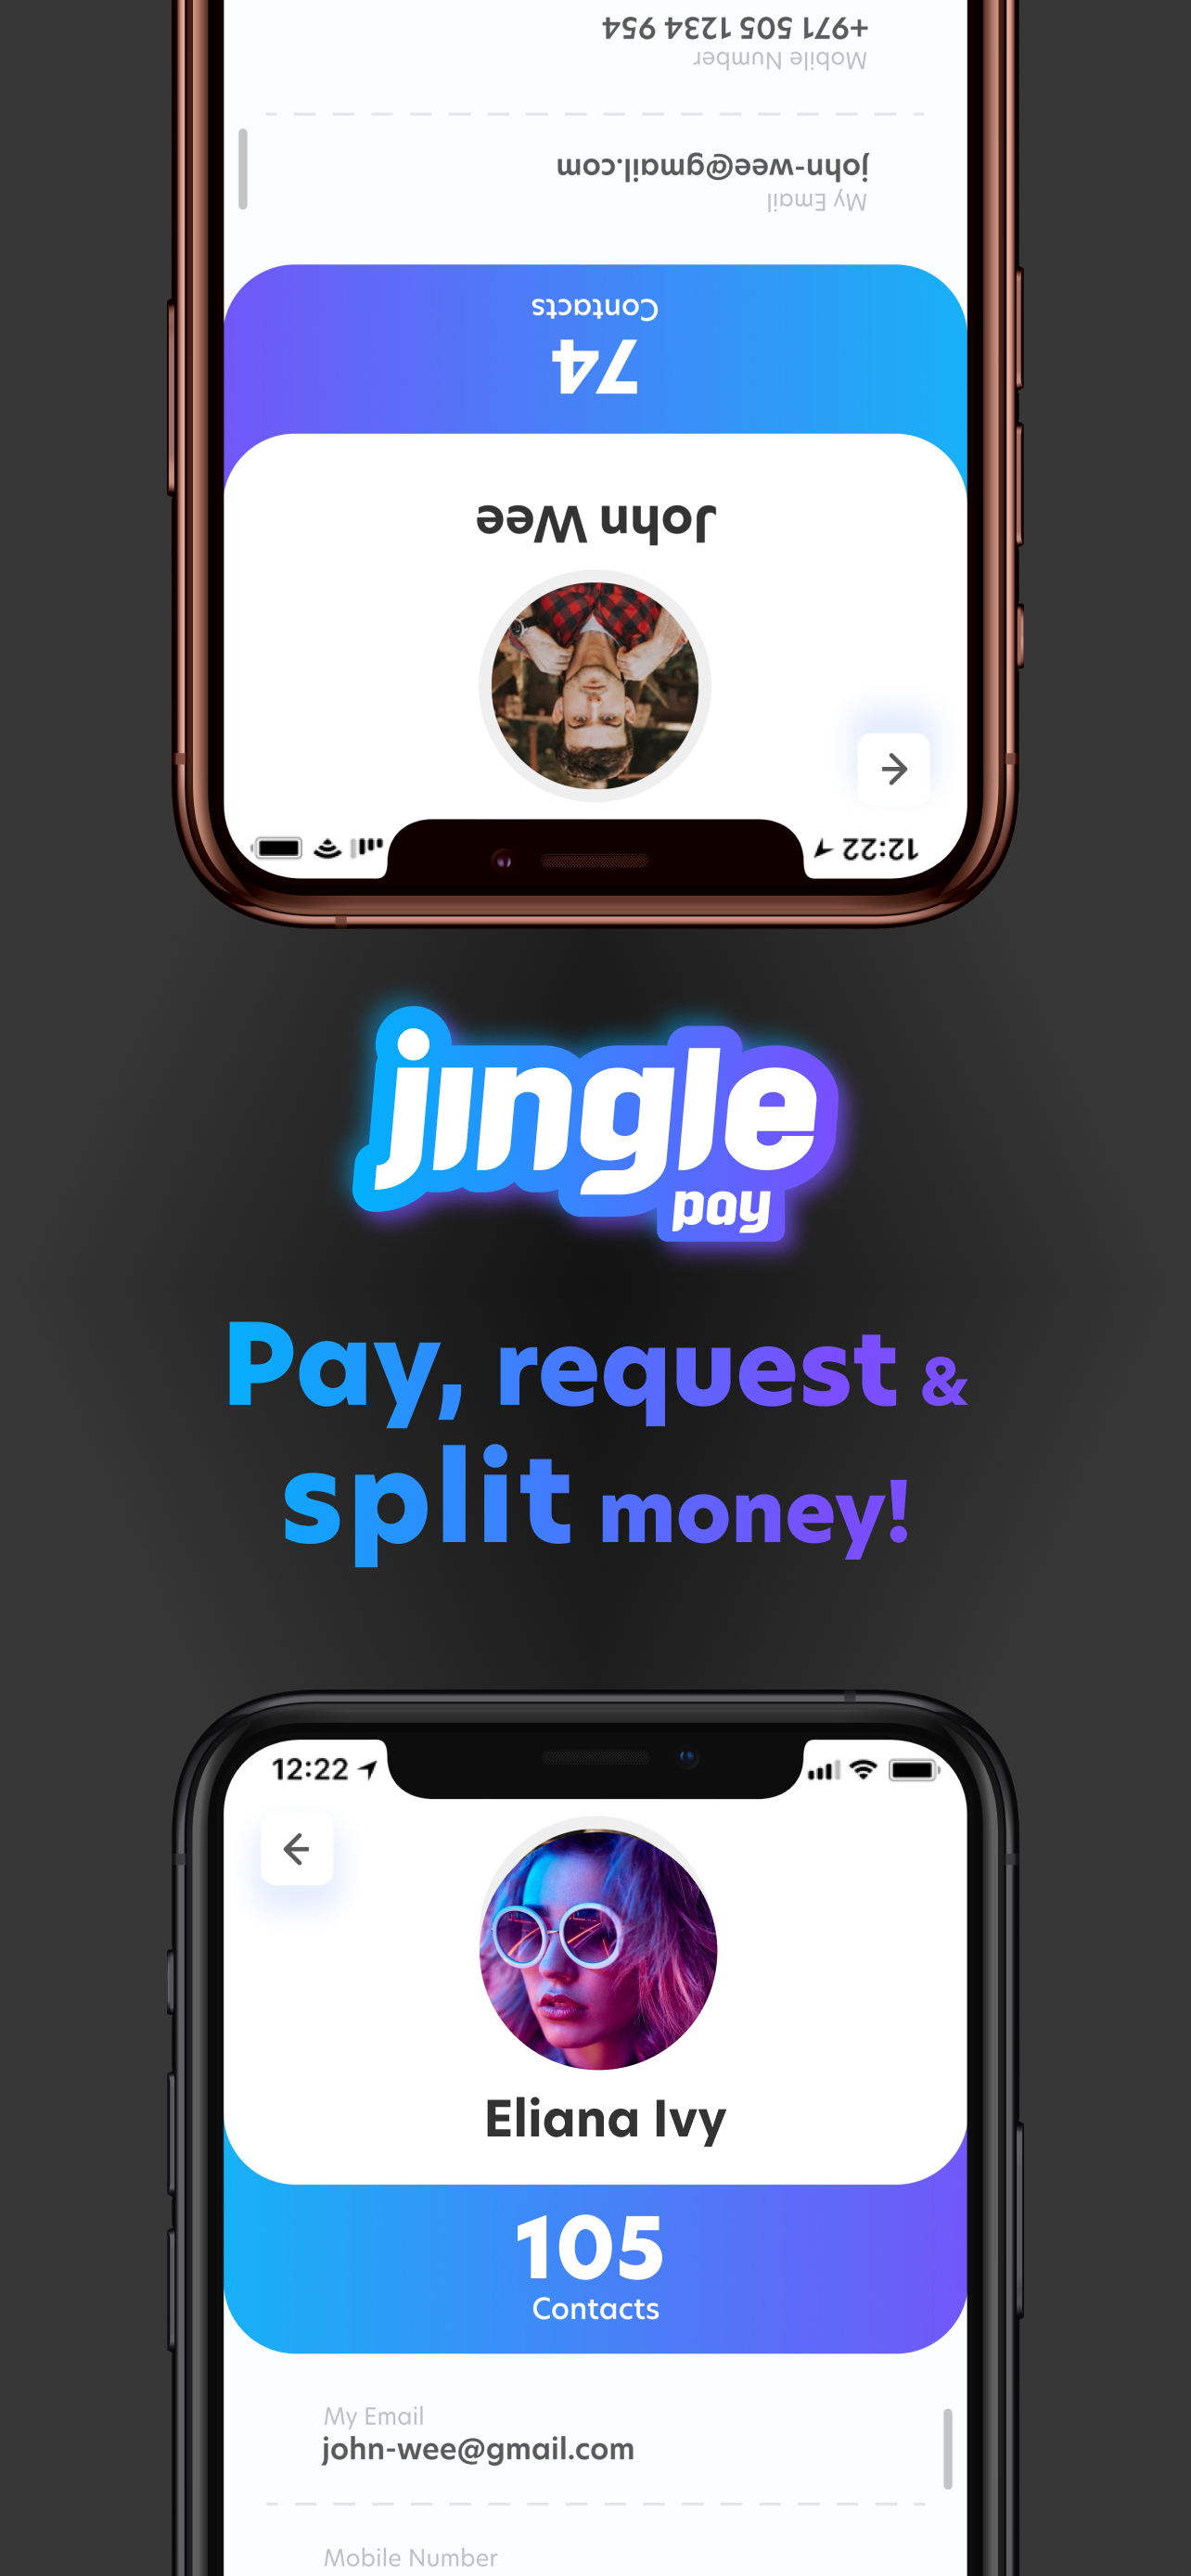 +971 505 1234 954
Mobile Number
john-wee@gmail.com
My Email
Contacts
74
John Wee
12:22
jingle
pay
Pay, request &
split money!
12:22
Eliana Ivy
105
Contacts
My Email
john-wee@gmail.com
Mobile Number